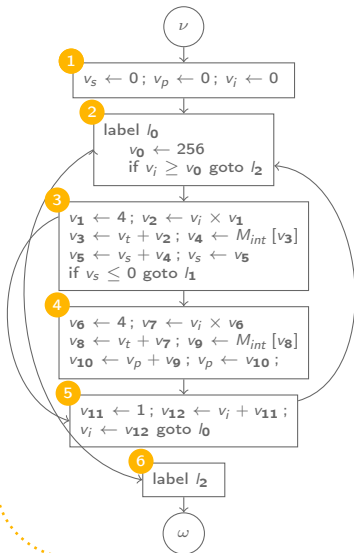 ν
1
v_s ← 0 ; v_p ← 0 ; v_i ← 0
2
label l_0
v_0 ← 256
if v_i ≥ v_0 goto l_2
3
v_1 ← 4 ; v_2 ← v_i × v_1
v_3 ← v_t + v_2 ; v_4 ← M_int [v_3]
v_5 ← v_s + v_4 ; v_s ← v_5
if v_s ≤ 0 goto l_1
4
v_6 ← 4 ; v_7 ← v_i × v_6
v_8 ← v_t + v_7 ; v_9 ← M_int [v_8]
v_10 ← v_p + v_9 ; v_p ← v_10 ;
5
v_11 ← 1 ; v_12 ← v_i + v_11 ;
v_i ← v_12 goto l_0
6
label l_2
ω